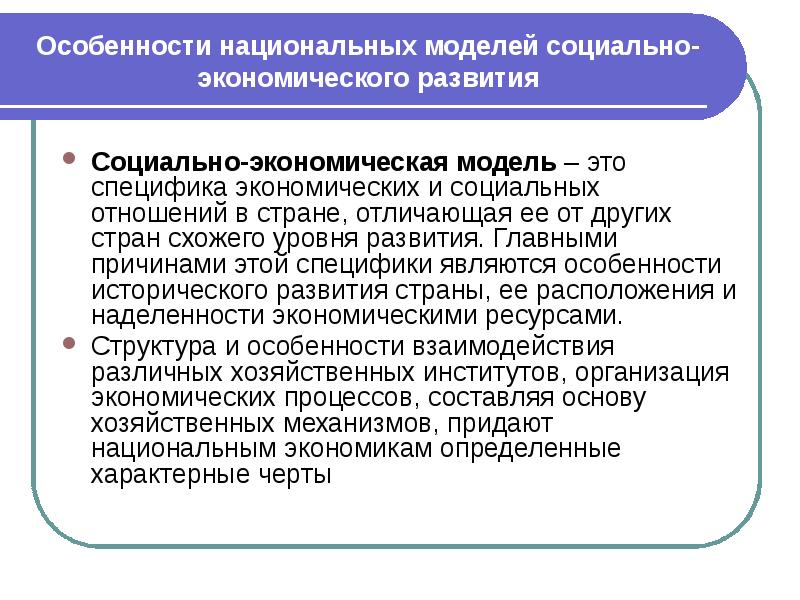 Особенности национальных моделей социально-
экономического развития
Социально-экономическая модель – это
специфика экономических и социальных
отношений в стране, отличающая ее от других
стран схожего уровня развития. Главными
причинами этой специфики являются особенности
исторического развития страны, ее расположения и
наделенности экономическими ресурсами.
Структура и особенности взаимодействия
различных хозяйственных институтов, организация
экономических процессов, составляя основу
хозяйственных механизмов, придают
национальным экономикам определенные
характерные черты